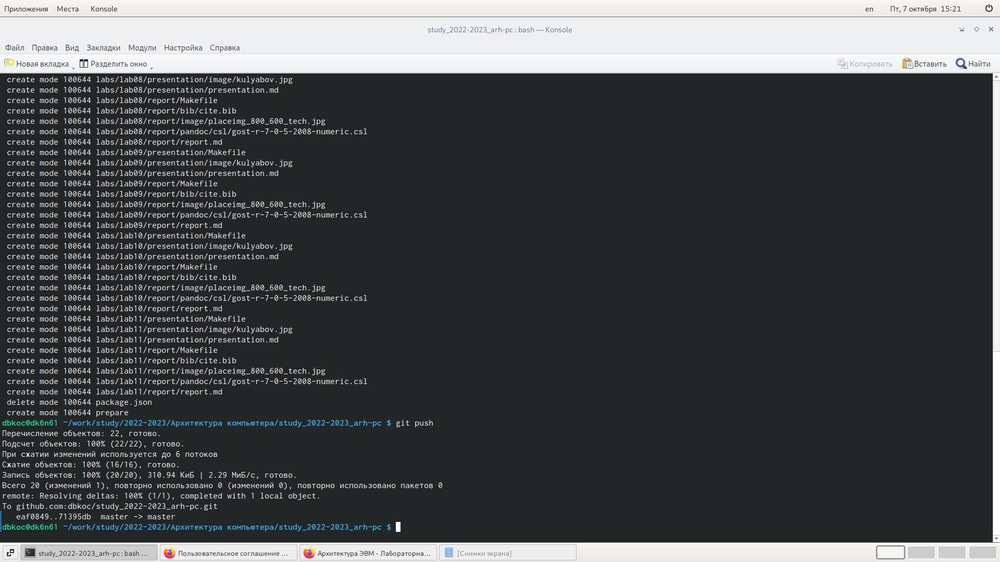 Приложения Места Konsole en Пт, 7 октября 15:21
study_2022-2023_arh-pc : bash — Konsole
Файл Правка Вид Закладки Модули Настройка Справка
Новая вкладка Разделить окно Копировать Вставить Найти
create mode 100644 labs/lab08/presentation/image/kulyabov.jpg
create mode 100644 labs/lab08/presentation/presentation.md
create mode 100644 labs/lab08/report/Makefile
create mode 100644 labs/lab08/report/bib/cite.bib
create mode 100644 labs/lab08/report/image/placeimg_800_600_tech.jpg
create mode 100644 labs/lab08/report/pandoc/csl/gost-r-7-0-5-2008-numeric.csl
create mode 100644 labs/lab08/report/report.md
create mode 100644 labs/lab09/presentation/Makefile
create mode 100644 labs/lab09/presentation/image/kulyabov.jpg
create mode 100644 labs/lab09/presentation/presentation.md
create mode 100644 labs/lab09/report/Makefile
create mode 100644 labs/lab09/report/bib/cite.bib
create mode 100644 labs/lab09/report/image/placeimg_800_600_tech.jpg
create mode 100644 labs/lab09/report/pandoc/csl/gost-r-7-0-5-2008-numeric.csl
create mode 100644 labs/lab09/report/report.md
create mode 100644 labs/lab10/presentation/Makefile
create mode 100644 labs/lab10/presentation/image/kulyabov.jpg
create mode 100644 labs/lab10/presentation/presentation.md
create mode 100644 labs/lab10/report/Makefile
create mode 100644 labs/lab10/report/bib/cite.bib
create mode 100644 labs/lab10/report/image/placeimg_800_600_tech.jpg
create mode 100644 labs/lab10/report/pandoc/csl/gost-r-7-0-5-2008-numeric.csl
create mode 100644 labs/lab10/report/report.md
create mode 100644 labs/lab11/presentation/Makefile
create mode 100644 labs/lab11/presentation/image/kulyabov.jpg
create mode 100644 labs/lab11/presentation/presentation.md
create mode 100644 labs/lab11/report/Makefile
create mode 100644 labs/lab11/report/bib/cite.bib
create mode 100644 labs/lab11/report/image/placeimg_800_600_tech.jpg
create mode 100644 labs/lab11/report/pandoc/csl/gost-r-7-0-5-2008-numeric.csl
create mode 100644 labs/lab11/report/report.md
delete mode 100644 package.json
create mode 100644 prepare
dbkoc@dk6n61 ~/work/study/2022-2023/Архитектура компьютера/study_2022-2023_arh-pc $ git push
Перечисление объектов: 22, готово.
Подсчет объектов: 100% (22/22), готово.
При сжатии изменений используется до 6 потоков
Сжатие объектов: 100% (16/16), готово.
Запись объектов: 100% (20/20), 310.94 КиБ | 2.29 МиБ/с, готово.
Всего 20 (изменений 1), повторно использовано 0 (изменений 0), повторно использовано пакетов 0
remote: Resolving deltas: 100% (1/1), completed with 1 local object.
To github.com:dbkoc/study_2022-2023_arh-pc.git
eaf0849..71395db master -> master
dbkoc@dk6n61 ~/work/study/2022-2023/Архитектура компьютера/study_2022-2023_arh-pc $
study_2022-2023_arh-pc : bash ... Пользовательское соглашение ... Архитектура ЭВМ - Лабораторна... [Снимки экрана]